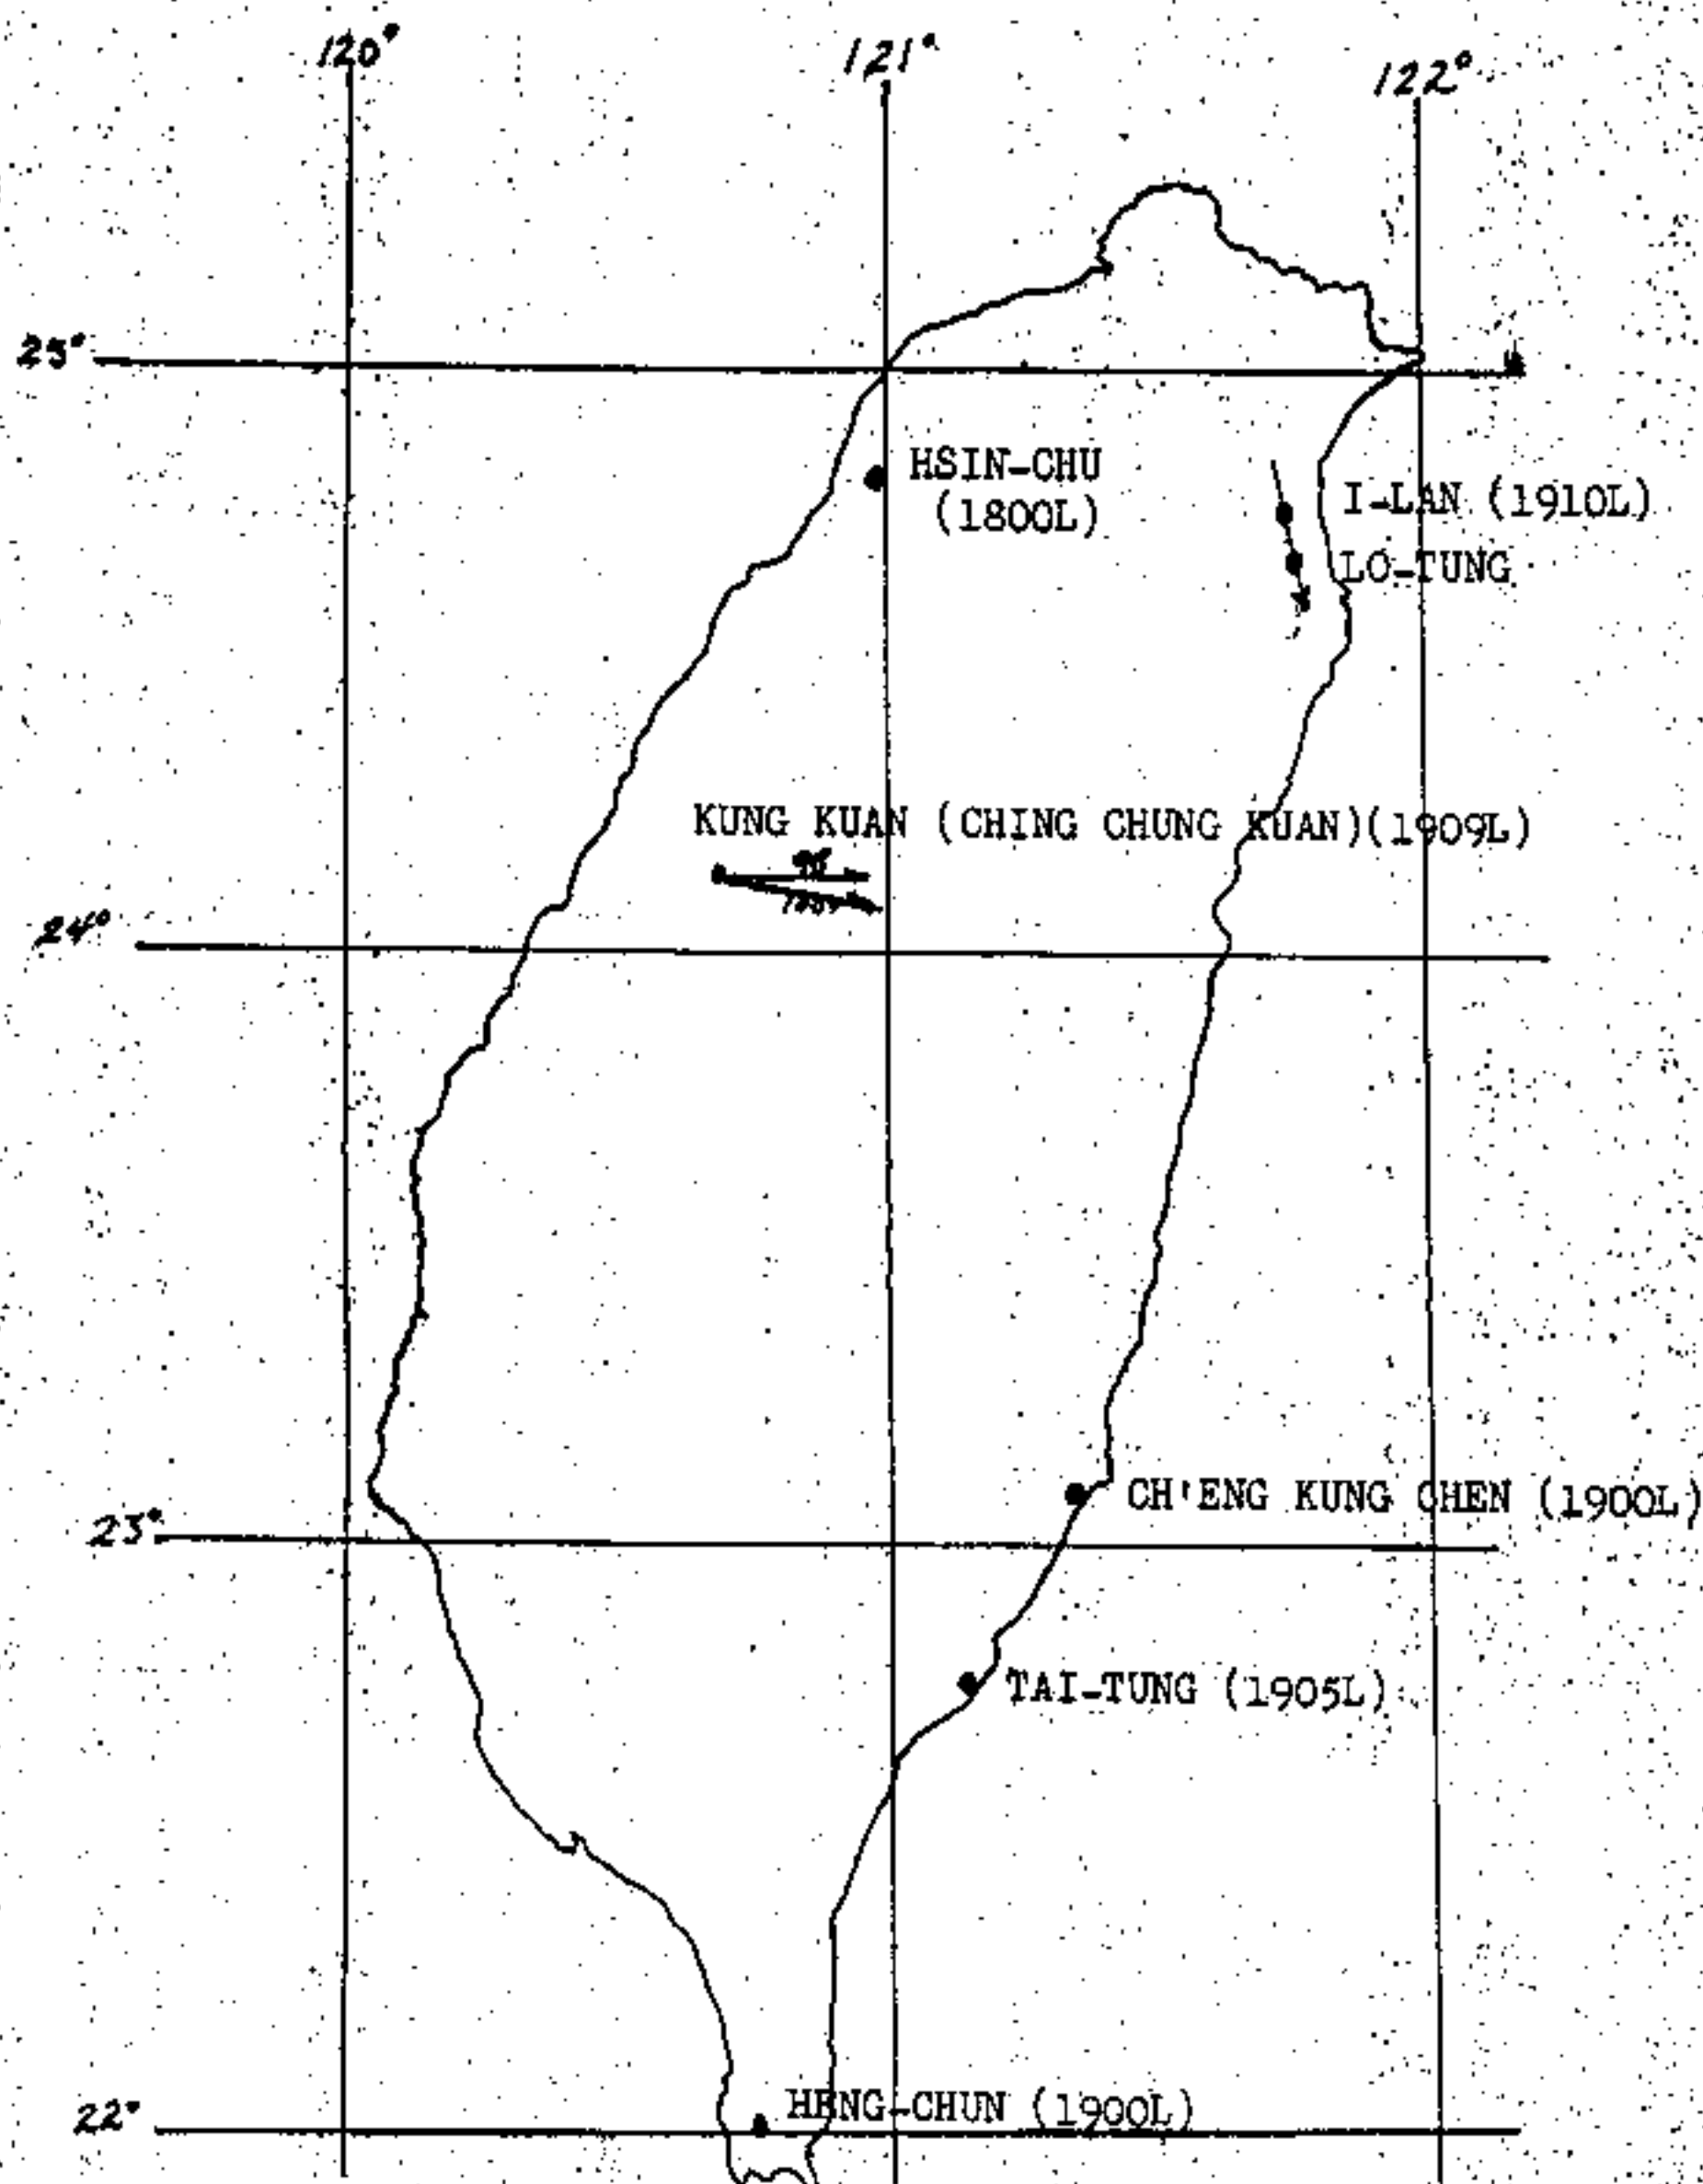 120°
121°
122°
25°
HSIN-CHU
(1800L)
I-LAN (1910L)
LO-TUNG
KUNG KUAN (CHING CHUNG KUAN)(1909L)
24°
CH'ENG KUNG CHEN (1900L)
23°
TAI-TUNG (1905L)
HENG-CHUN (1900L)
22°